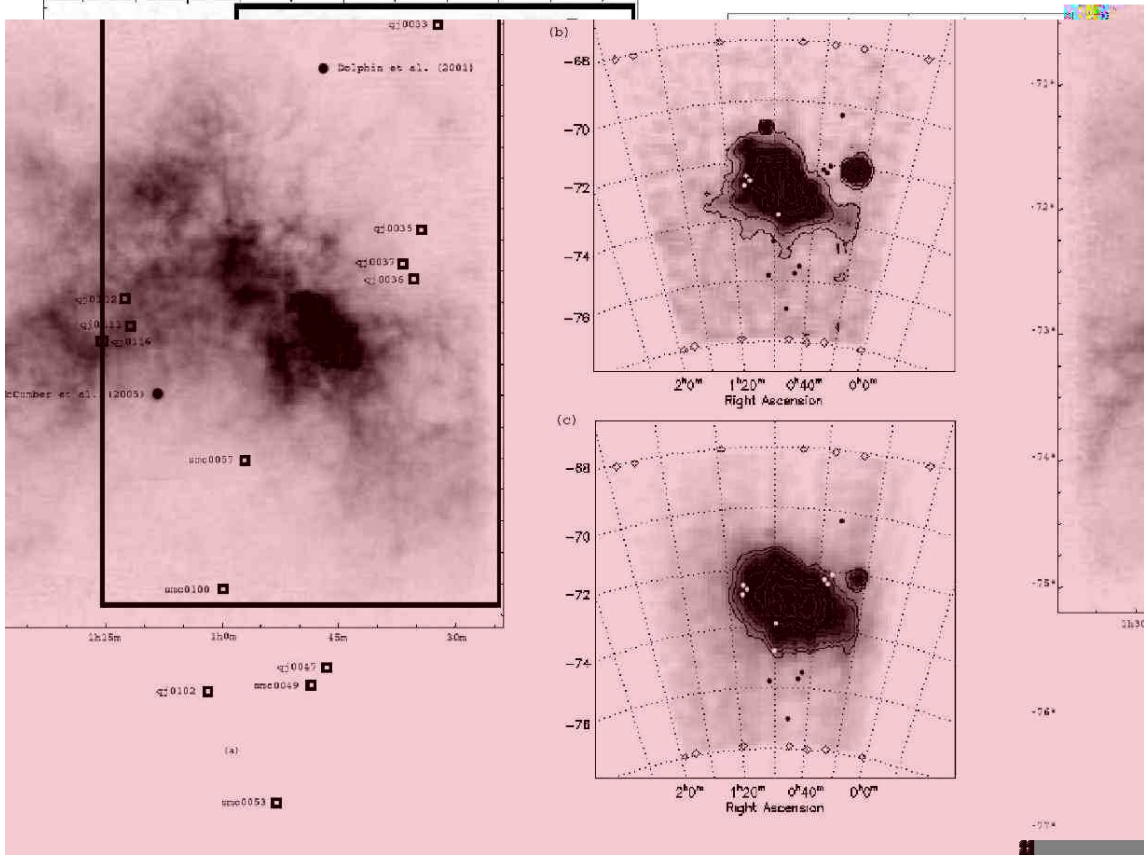 qj0033
Dolphin et al. (2001)
qj0035
qj0037
qj0036
qj0112
qj0111
qj0116
McCumber et al. (2005)
smc0057
smc0100
1h15m
1h0m
45m
30m
qj0047
smc0049
qj0102
(a)
smc0053
(b)
-68
-70
-72
-74
-76
2h0m
1h20m
0h40m
0h0m
Right Ascension
(c)
-68
-70
-72
-74
-76
2h0m
1h20m
0h40m
0h0m
Right Ascension
-71°
-72°
-73°
-74°
-75°
1h30
-76°
-77°